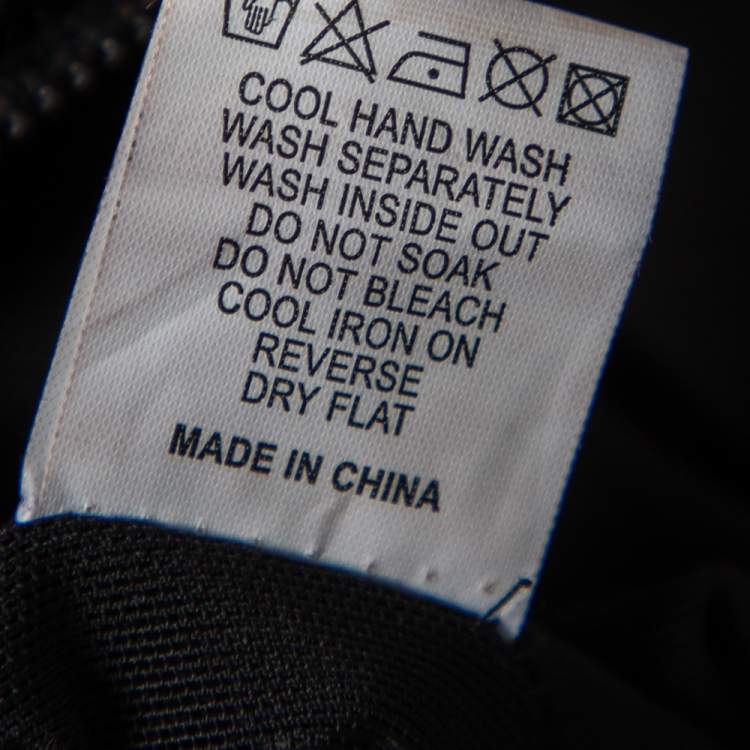 COOL HAND WASH
WASH SEPARATELY
WASH INSIDE OUT
DO NOT SOAK
DO NOT BLEACH
COOL IRON ON
REVERSE
DRY FLAT
MADE IN CHINA